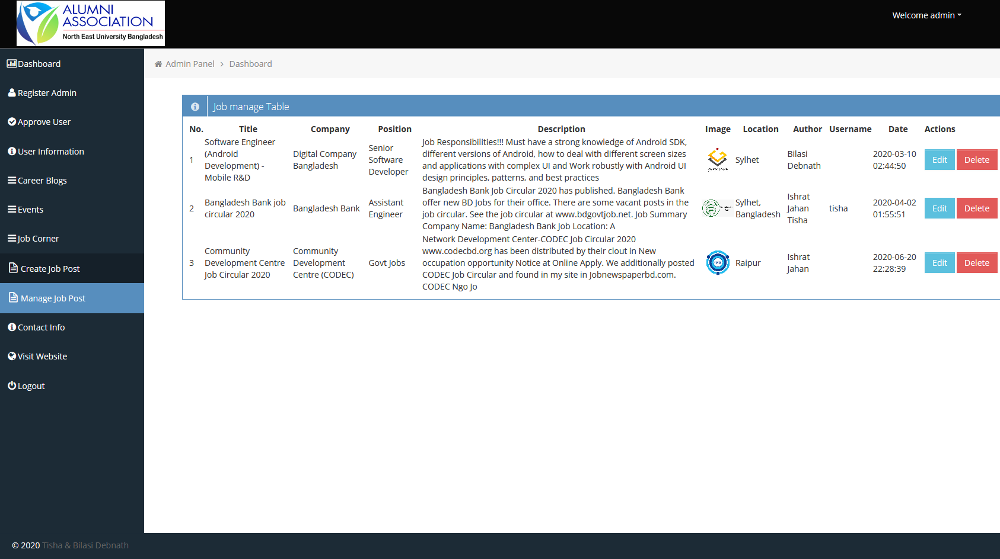 ALUMNI
ASSOCIATION
North East University Bangladesh
Welcome admin
Dashboard
Register Admin
Approve User
User Information
Career Blogs
Events
Job Corner
Create Job Post
Manage Job Post
Contact Info
Visit Website
Logout
Admin Panel > Dashboard
Job manage Table
No. Title Company Position Description Image Location Author Username Date Actions
1
Software Engineer
(Android
Development) -
Mobile R&D
Digital Company
Bangladesh
Senior
Software
Developer
Job Responsibilities!!! Must have a strong knowledge of Android SDK,
different versions of Android, how to deal with different screen sizes
and applications with complex UI and Work robustly with Android UI
design principles, patterns, and best practices
Sylhet
Bilasi
Debnath
2020-03-10
02:44:50
Edit Delete
2
Bangladesh Bank job
circular 2020
Bangladesh Bank
Assistant
Engineer
Bangladesh Bank Job Circular 2020 has published. Bangladesh Bank
offer new BD Jobs for their office. There are some vacant posts in the
job circular. See the job circular at www.bdgovtjob.net. Job Summary
Company Name: Bangladesh Bank Job Location: A
Sylhet,
Bangladesh
Ishrat
Jahan
Tisha
tisha
2020-04-02
01:55:51
Edit Delete
3
Community
Development Centre
Job Circular 2020
Community
Development
Centre (CODEC)
Govt Jobs
Network Development Center-CODEC Job Circular 2020
www.codecbd.org has been distributed by their clout in New
occupation opportunity Notice at Online Apply. We additionally posted
CODEC Job Circular and found in my site in Jobnewspaperbd.com.
CODEC Ngo Jo
Raipur
Ishrat
Jahan
2020-06-20
22:28:39
Edit Delete
© 2020 Tisha & Bilasi Debnath